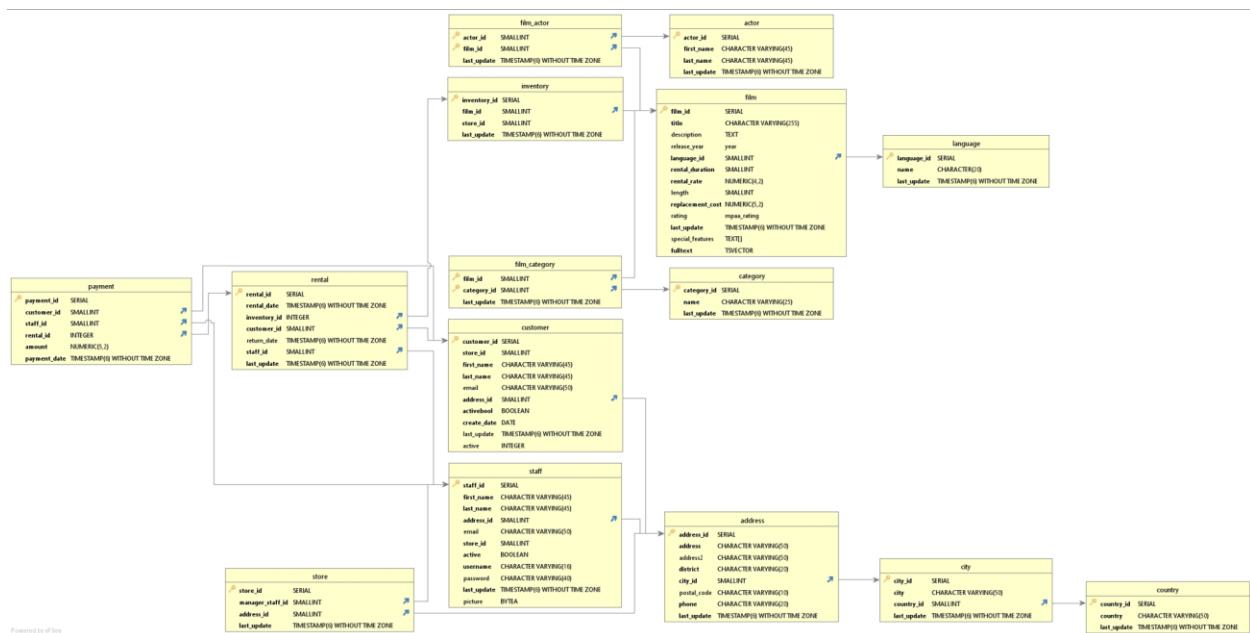 film_actor
actor_id SMALLINT
film_id SMALLINT
last_update TIMESTAMP(6) WITHOUT TIME ZONE
actor
actor_id SERIAL
first_name CHARACTER VARYING(45)
last_name CHARACTER VARYING(45)
last_update TIMESTAMP(6) WITHOUT TIME ZONE
inventory
inventory_id SERIAL
film_id SMALLINT
store_id SMALLINT
last_update TIMESTAMP(6) WITHOUT TIME ZONE
film
film_id SERIAL
title CHARACTER VARYING(255)
description TEXT
release_year year
language_id SMALLINT
rental_duration SMALLINT
rental_rate NUMERIC(4,2)
length SMALLINT
replacement_cost NUMERIC(5,2)
rating mpaa_rating
last_update TIMESTAMP(6) WITHOUT TIME ZONE
special_features TEXT[]
fulltext TSVECTOR
language
language_id SERIAL
name CHARACTER(20)
last_update TIMESTAMP(6) WITHOUT TIME ZONE
film_category
film_id SMALLINT
category_id SMALLINT
last_update TIMESTAMP(6) WITHOUT TIME ZONE
category
category_id SERIAL
name CHARACTER VARYING(25)
last_update TIMESTAMP(6) WITHOUT TIME ZONE
payment
payment_id SERIAL
customer_id SMALLINT
staff_id SMALLINT
rental_id INTEGER
amount NUMERIC(5,2)
payment_date TIMESTAMP(6) WITHOUT TIME ZONE
rental
rental_id SERIAL
rental_date TIMESTAMP(6) WITHOUT TIME ZONE
inventory_id INTEGER
customer_id SMALLINT
return_date TIMESTAMP(6) WITHOUT TIME ZONE
staff_id SMALLINT
last_update TIMESTAMP(6) WITHOUT TIME ZONE
customer
customer_id SERIAL
store_id SMALLINT
first_name CHARACTER VARYING(45)
last_name CHARACTER VARYING(45)
email CHARACTER VARYING(50)
address_id SMALLINT
activebool BOOLEAN
create_date DATE
last_update TIMESTAMP(6) WITHOUT TIME ZONE
active INTEGER
staff
staff_id SERIAL
first_name CHARACTER VARYING(45)
last_name CHARACTER VARYING(45)
address_id SMALLINT
email CHARACTER VARYING(50)
store_id SMALLINT
active BOOLEAN
username CHARACTER VARYING(16)
password CHARACTER VARYING(40)
last_update TIMESTAMP(6) WITHOUT TIME ZONE
picture BYTEA
store
store_id SERIAL
manager_staff_id SMALLINT
address_id SMALLINT
last_update TIMESTAMP(6) WITHOUT TIME ZONE
address
address_id SERIAL
address CHARACTER VARYING(50)
address2 CHARACTER VARYING(50)
district CHARACTER VARYING(20)
city_id SMALLINT
postal_code CHARACTER VARYING(10)
phone CHARACTER VARYING(20)
last_update TIMESTAMP(6) WITHOUT TIME ZONE
city
city_id SERIAL
city CHARACTER VARYING(50)
country_id SMALLINT
last_update TIMESTAMP(6) WITHOUT TIME ZONE
country
country_id SERIAL
country CHARACTER VARYING(50)
last_update TIMESTAMP(6) WITHOUT TIME ZONE
Powered by yFiles